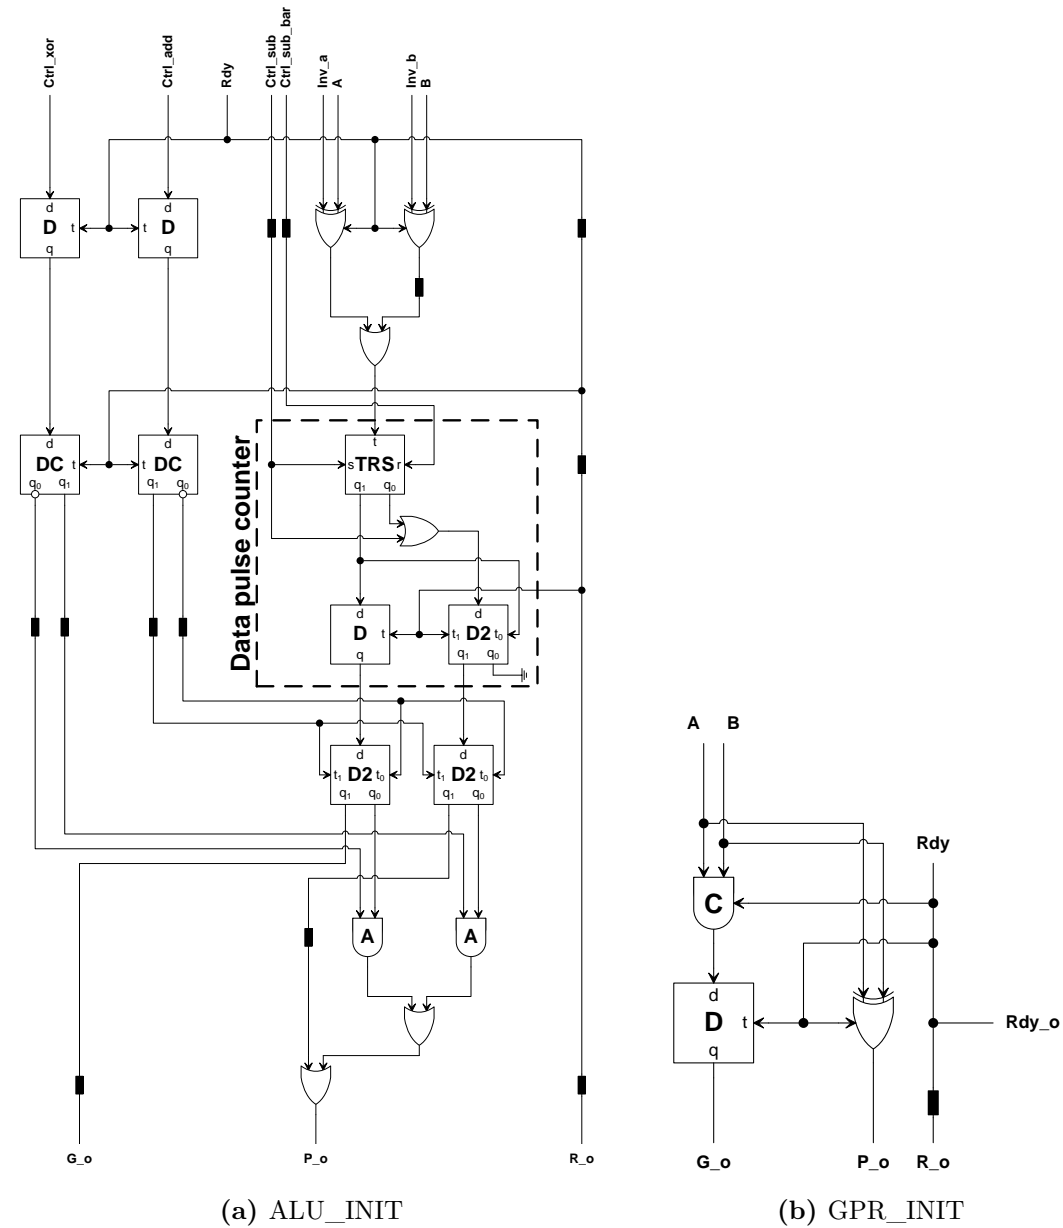 Ctrl_xor
Ctrl_add
Rdy
Ctrl_sub
Ctrl_sub_bar
Inv_a
A
Inv_b
B
d
D t
q
d
t D
q
t
d
DC t
q0 q1
d
t DC
q1 q0
Data pulse counter
s TRS r
q1 q0
d
D t
q
d
t1 D2 t0
q1 q0
d
t1 D2 t0
q1 q0
d
t1 D2 t0
q1 q0
A
A
G_o
P_o
R_o
(a) ALU_INIT
A
B
Rdy
C
d
D t
q
Rdy_o
G_o
P_o
R_o
(b) GPR_INIT